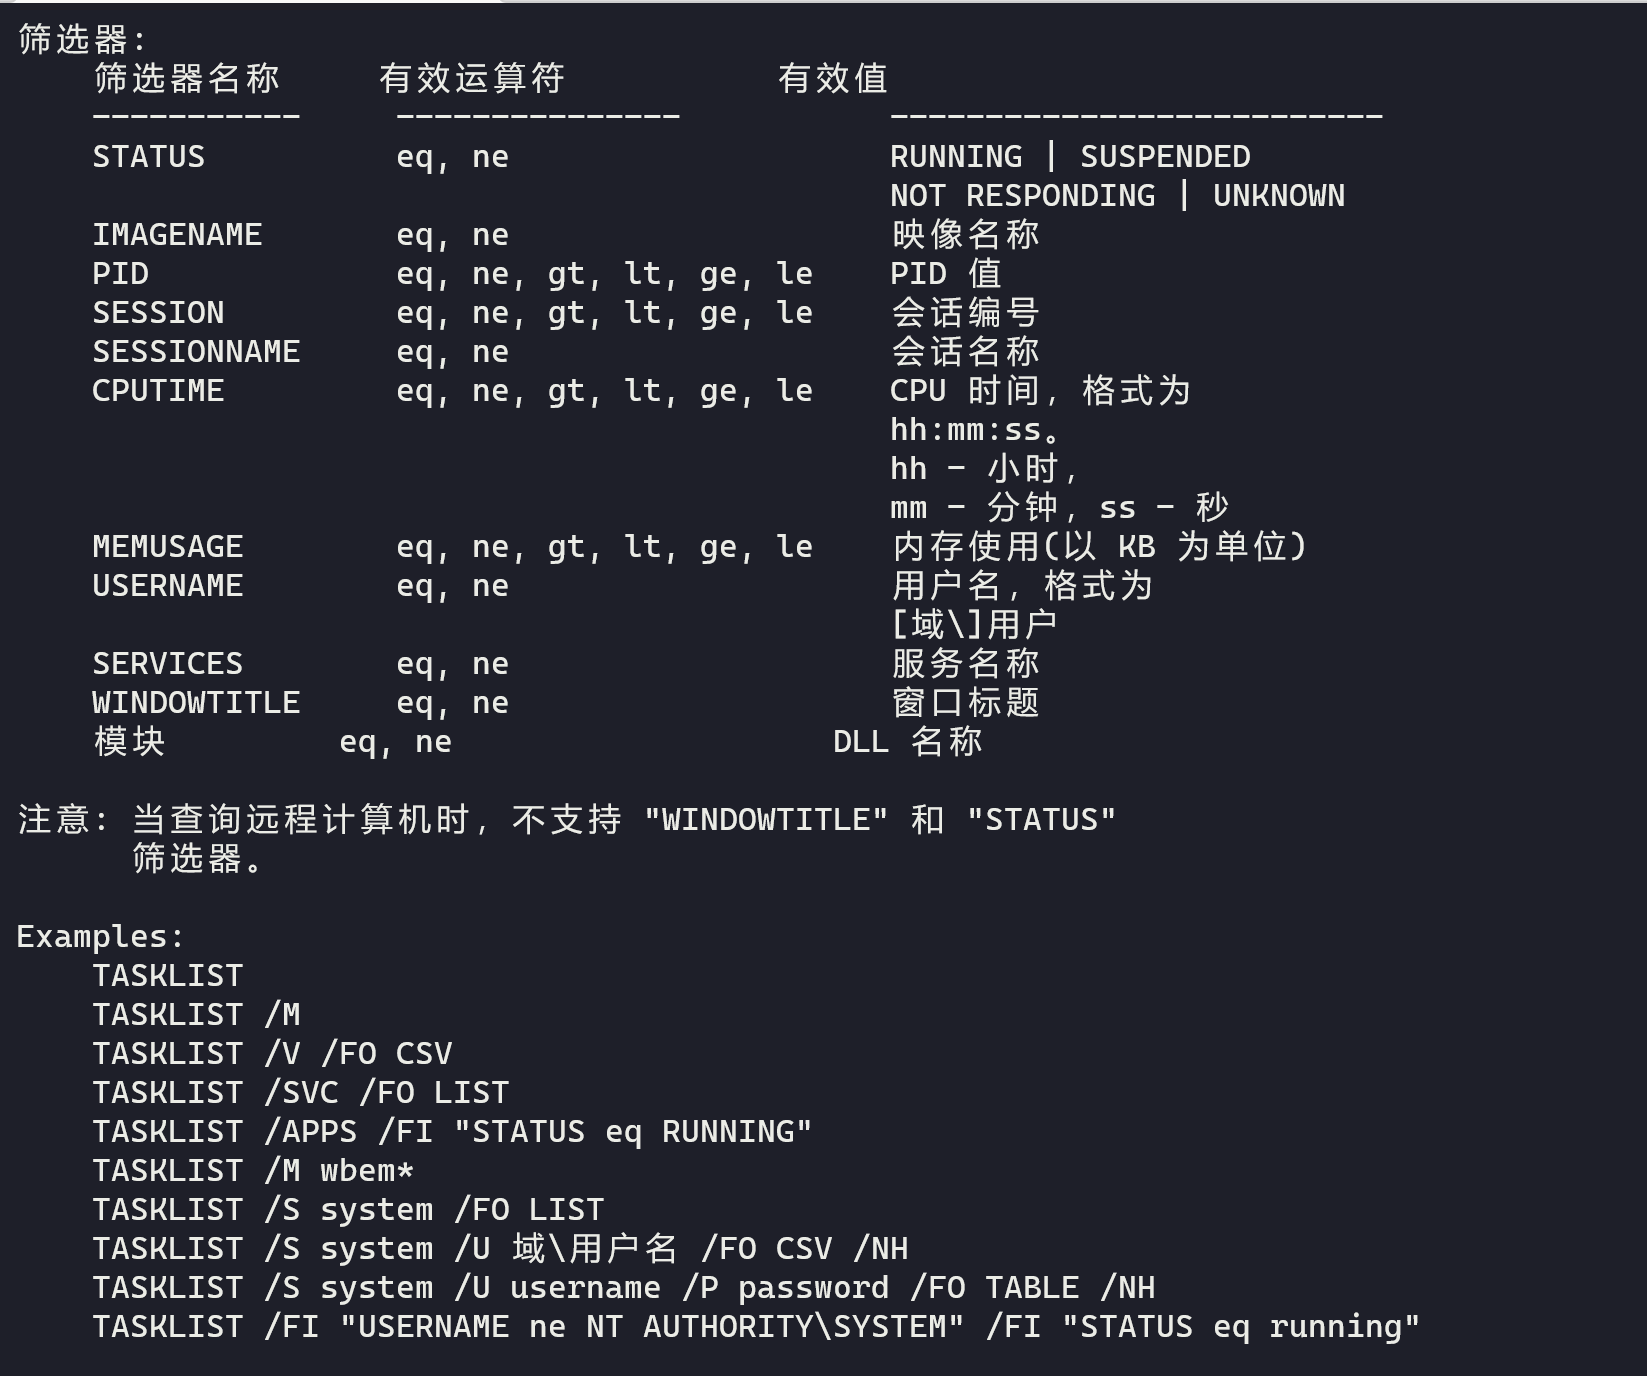 筛选器:
    筛选器名称     有效运算符           有效值
    -----------     ---------------           --------------------------
    STATUS          eq, ne                    RUNNING | SUSPENDED
                                              NOT RESPONDING | UNKNOWN
    IMAGENAME       eq, ne                    映像名称
    PID             eq, ne, gt, lt, ge, le    PID 值
    SESSION         eq, ne, gt, lt, ge, le    会话编号
    SESSIONNAME     eq, ne                    会话名称
    CPUTIME         eq, ne, gt, lt, ge, le    CPU 时间，格式为
                                              hh:mm:ss。
                                              hh - 小时，
                                              mm - 分钟，ss - 秒
    MEMUSAGE        eq, ne, gt, lt, ge, le    内存使用(以 KB 为单位)
    USERNAME        eq, ne                    用户名，格式为
                                              [域\]用户
    SERVICES        eq, ne                    服务名称
    WINDOWTITLE     eq, ne                    窗口标题
    模块         eq, ne                    DLL 名称

注意: 当查询远程计算机时，不支持 "WINDOWTITLE" 和 "STATUS"
      筛选器。

Examples:
    TASKLIST
    TASKLIST /M
    TASKLIST /V /FO CSV
    TASKLIST /SVC /FO LIST
    TASKLIST /APPS /FI "STATUS eq RUNNING"
    TASKLIST /M wbem*
    TASKLIST /S system /FO LIST
    TASKLIST /S system /U 域\用户名 /FO CSV /NH
    TASKLIST /S system /U username /P password /FO TABLE /NH
    TASKLIST /FI "USERNAME ne NT AUTHORITY\SYSTEM" /FI "STATUS eq running"